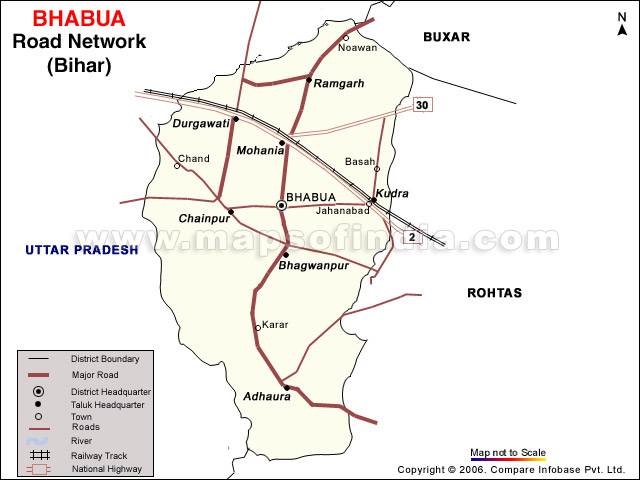 BHABUA
Road Network
(Bihar)
N
BUXAR
Noawan
Ramgarh
30
Durgawati
Mohania
Chand
Basah
Kudra
BHABUA
Jahanabad
Chainpur
2
www.mapsofindia.com
UTTAR PRADESH
Bhagwanpur
ROHTAS
Karar
Adhaura
District Boundary
Major Road
District Headquarter
Taluk Headquarter
Town
Roads
River
Railway Track
National Highway
Map not to Scale
Copyright © 2006. Compare Infobase Pvt. Ltd.